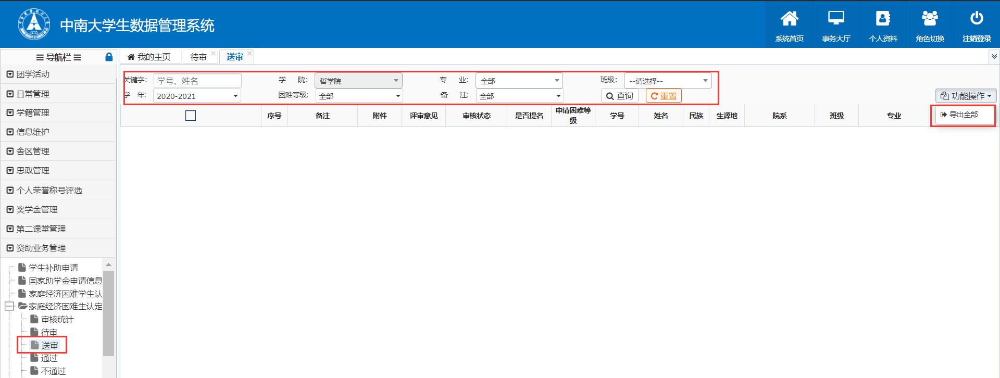 中南大学生数据管理系统
系统首页 事务大厅 个人资料 角色切换 注销登录
导航栏
我的主页 待审 送审
团学活动
日常管理
学籍管理
信息维护
舍区管理
思政管理
个人荣誉称号评选
奖学金管理
第二课堂管理
资助业务管理
学生补助申请
国家助学金申请信息
家庭经济困难学生认
家庭经济困难生认定
审核统计
待审
送审
通过
不通过
关键字: 学号、姓名 学 院: 哲学院 专 业: 全部 班级: --请选择--
学 年: 2020-2021 困难等级: 全部 备 注: 全部 查询 重置
功能操作
导出全部
序号 备注 附件 评审意见 审核状态 是否提名 申请困难等级 学号 姓名 民族 生源地 院系 班级 专业